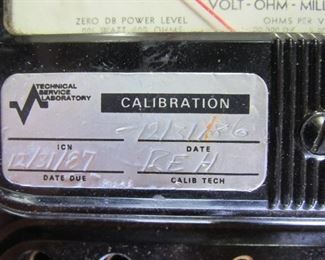 VOLT - OHM - MILL
ZERO DB POWER LEVEL
OHMS PER V
TECHNICAL
SERVICE
LABORATORY
CALIBRATION
12/31/86
ICN DATE
12/31/87 REH
DATE DUE CALIB TECH